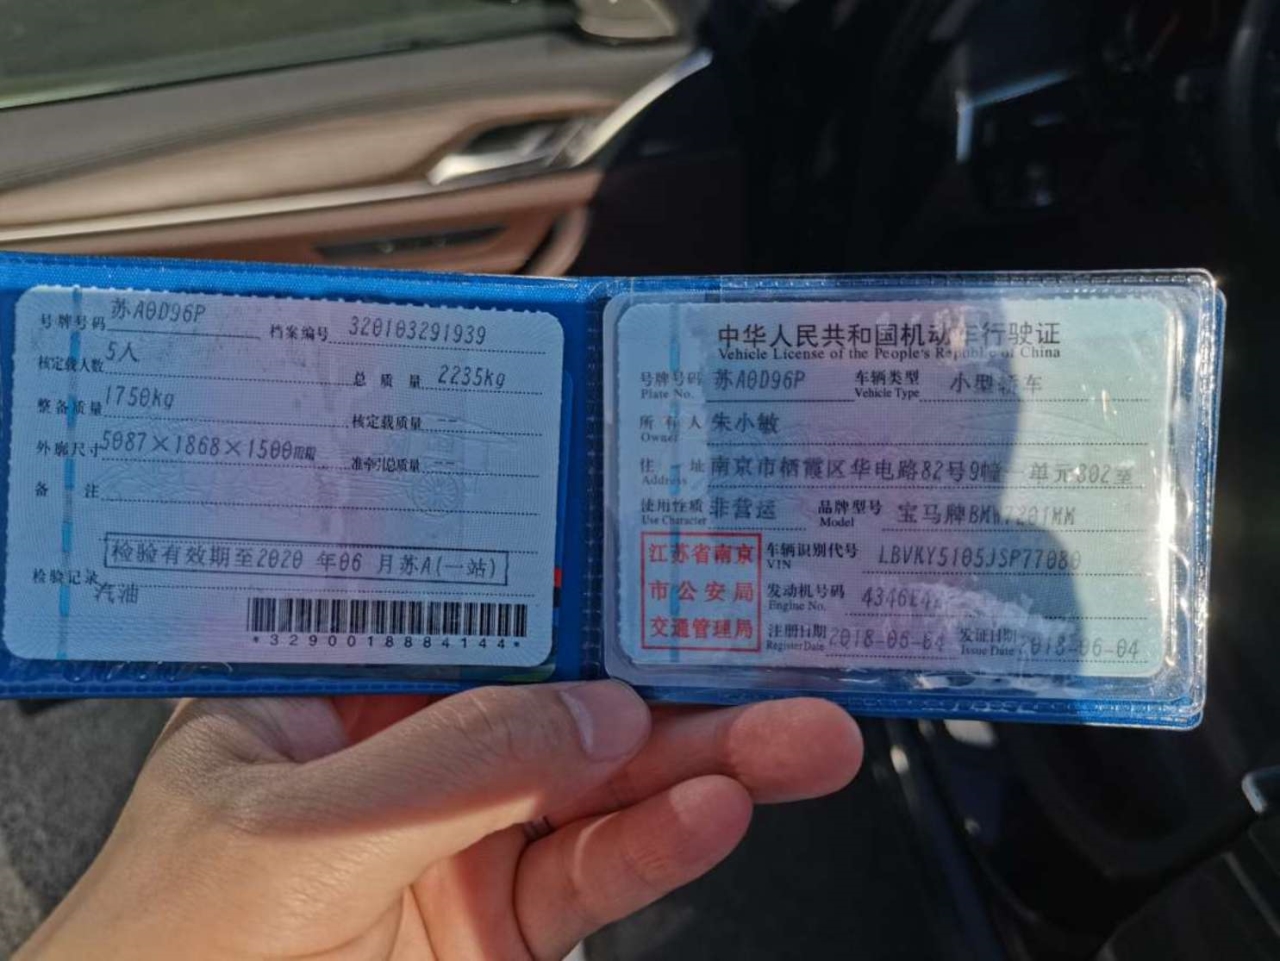 号牌号码 苏A0D96P 档案编号 320103291939
核定载人数 5人 总质量 2235kg
整备质量 1750kg 核定载质量 --
外廓尺寸 5087×1868×1500mm 准牵引总质量 --
备注
检验有效期至2020 年06 月苏A(一站)
检验记录
汽油
*3290018884144*
中华人民共和国机动车行驶证
Vehicle License of the People's Republic of China
号牌号码 苏A0D96P 车辆类型 小型轿车
Plate No. Vehicle Type
所有人 朱小敏
Owner
住址 南京市栖霞区华电路82号9幢一单元302室
Address
使用性质 非营运 品牌型号 宝马牌BMW7201MM
Use Character Model
江苏省南京
市公安局
交通管理局
车辆识别代号 LBVKY5105JSP77080
VIN
发动机号码
Engine No.
注册日期 2018-06-04 发证日期 2018-06-04
Register Date Issue Date